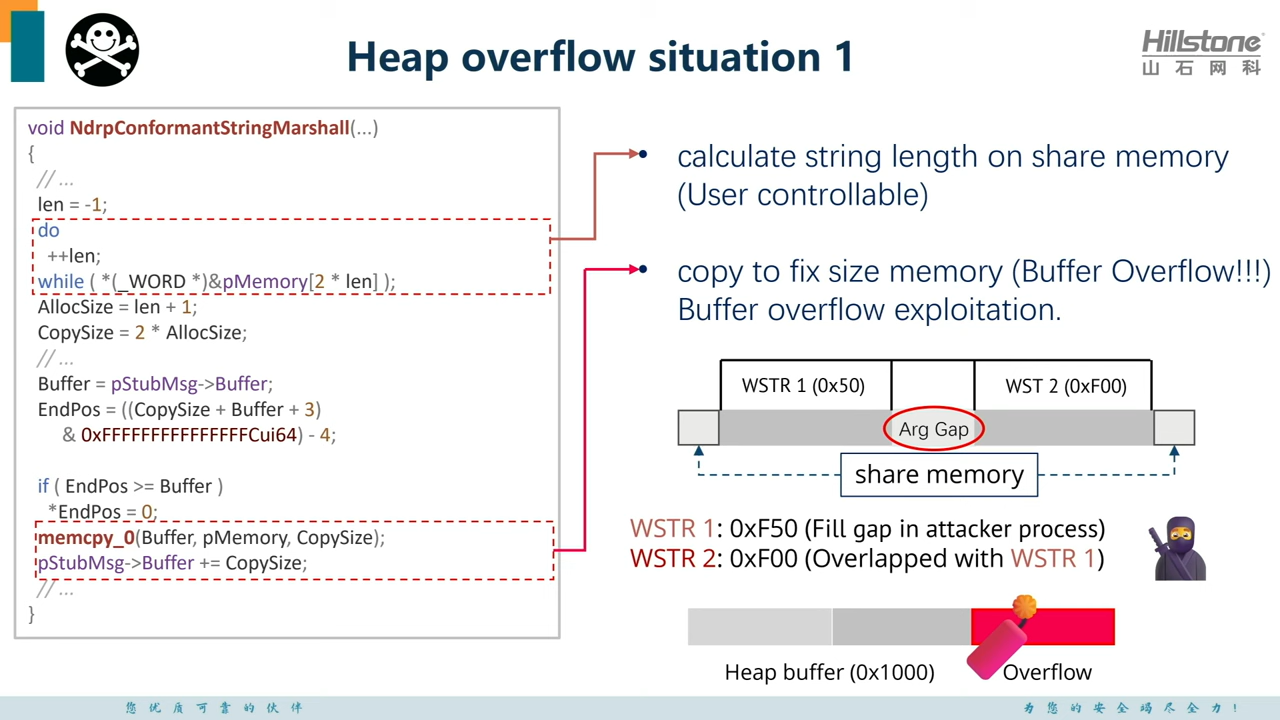 Heap overflow situation 1
Hillstone
山石网科
void NdrpConformantStringMarshall(...)
{
// ...
len = -1;
do
++len;
while ( *(_WORD *)&pMemory[2 * len] );
AllocSize = len + 1;
CopySize = 2 * AllocSize;
// ...
Buffer = pStubMsg->Buffer;
EndPos = ((CopySize + Buffer + 3)
& 0xFFFFFFFFFFFFFFFCui64) - 4;
if ( EndPos >= Buffer )
*EndPos = 0;
memcpy_0(Buffer, pMemory, CopySize);
pStubMsg->Buffer += CopySize;
// ...
}
• calculate string length on share memory
(User controllable)
• copy to fix size memory (Buffer Overflow!!!)
Buffer overflow exploitation.
WSTR 1 (0x50)
WST 2 (0xF00)
Arg Gap
share memory
WSTR 1: 0xF50 (Fill gap in attacker process)
WSTR 2: 0xF00 (Overlapped with WSTR 1)
Heap buffer (0x1000)
Overflow
您优质可靠的伙伴
为您的安全竭尽全力!